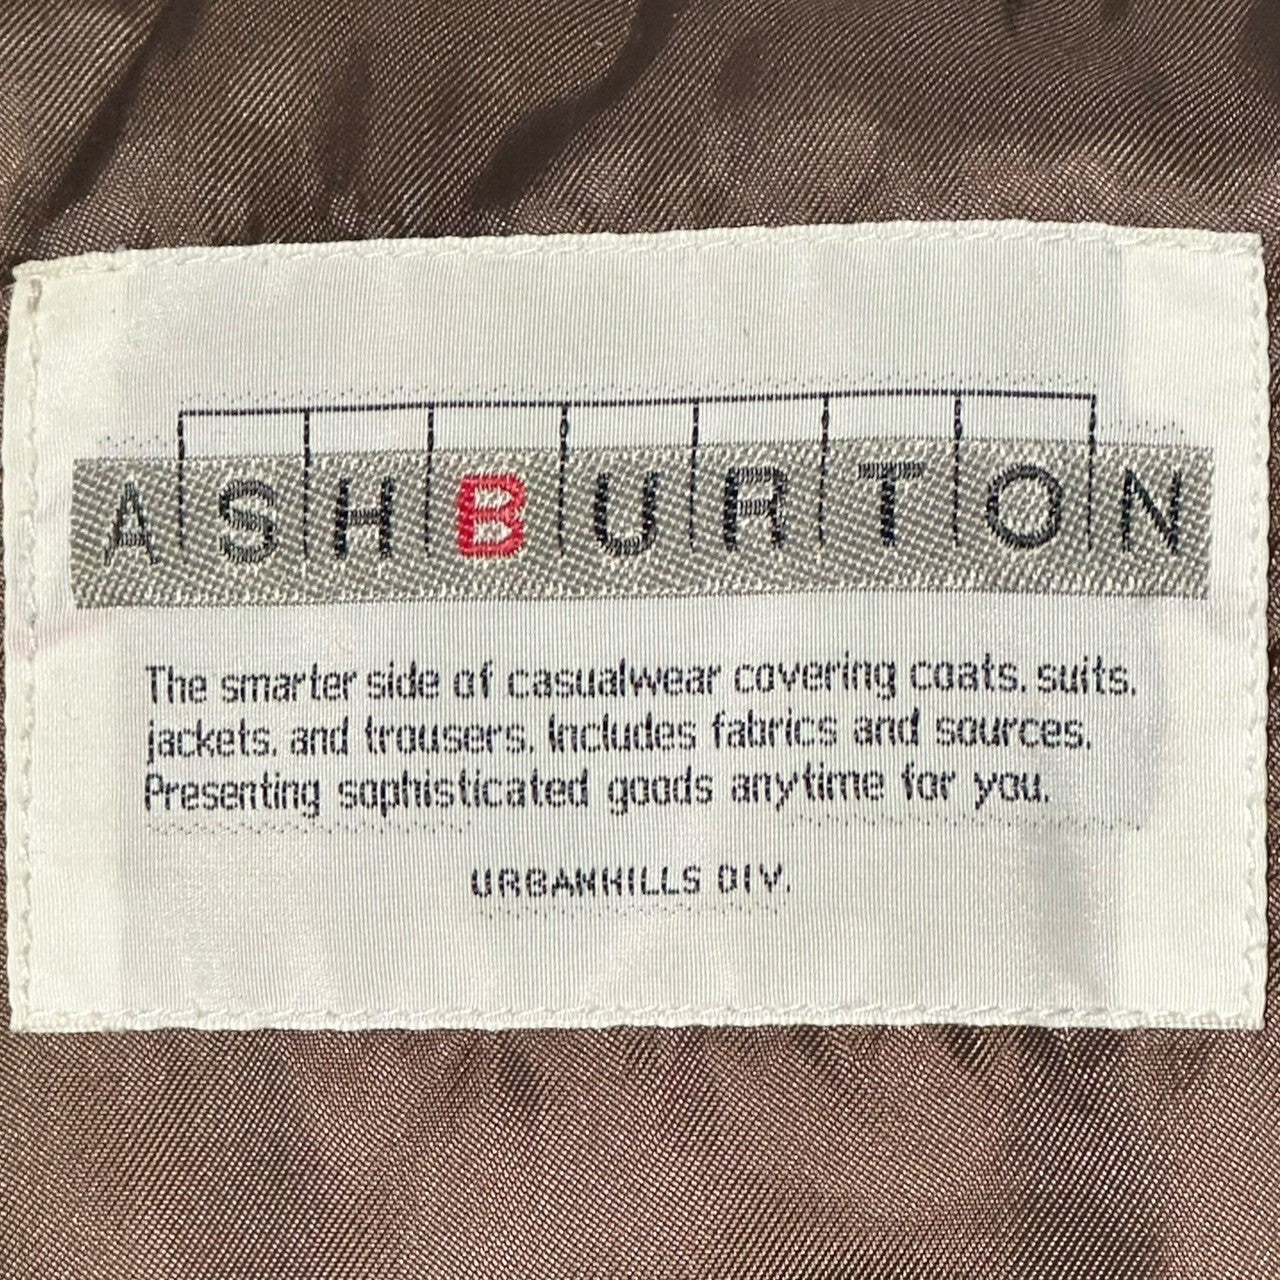 ASHBURTON
The smarter side of casualwear covering coats. suits.
jackets. and trousers. Includes fabrics and sources.
Presenting sophisticated goods anytime for you.
URBANHILLS DIV.